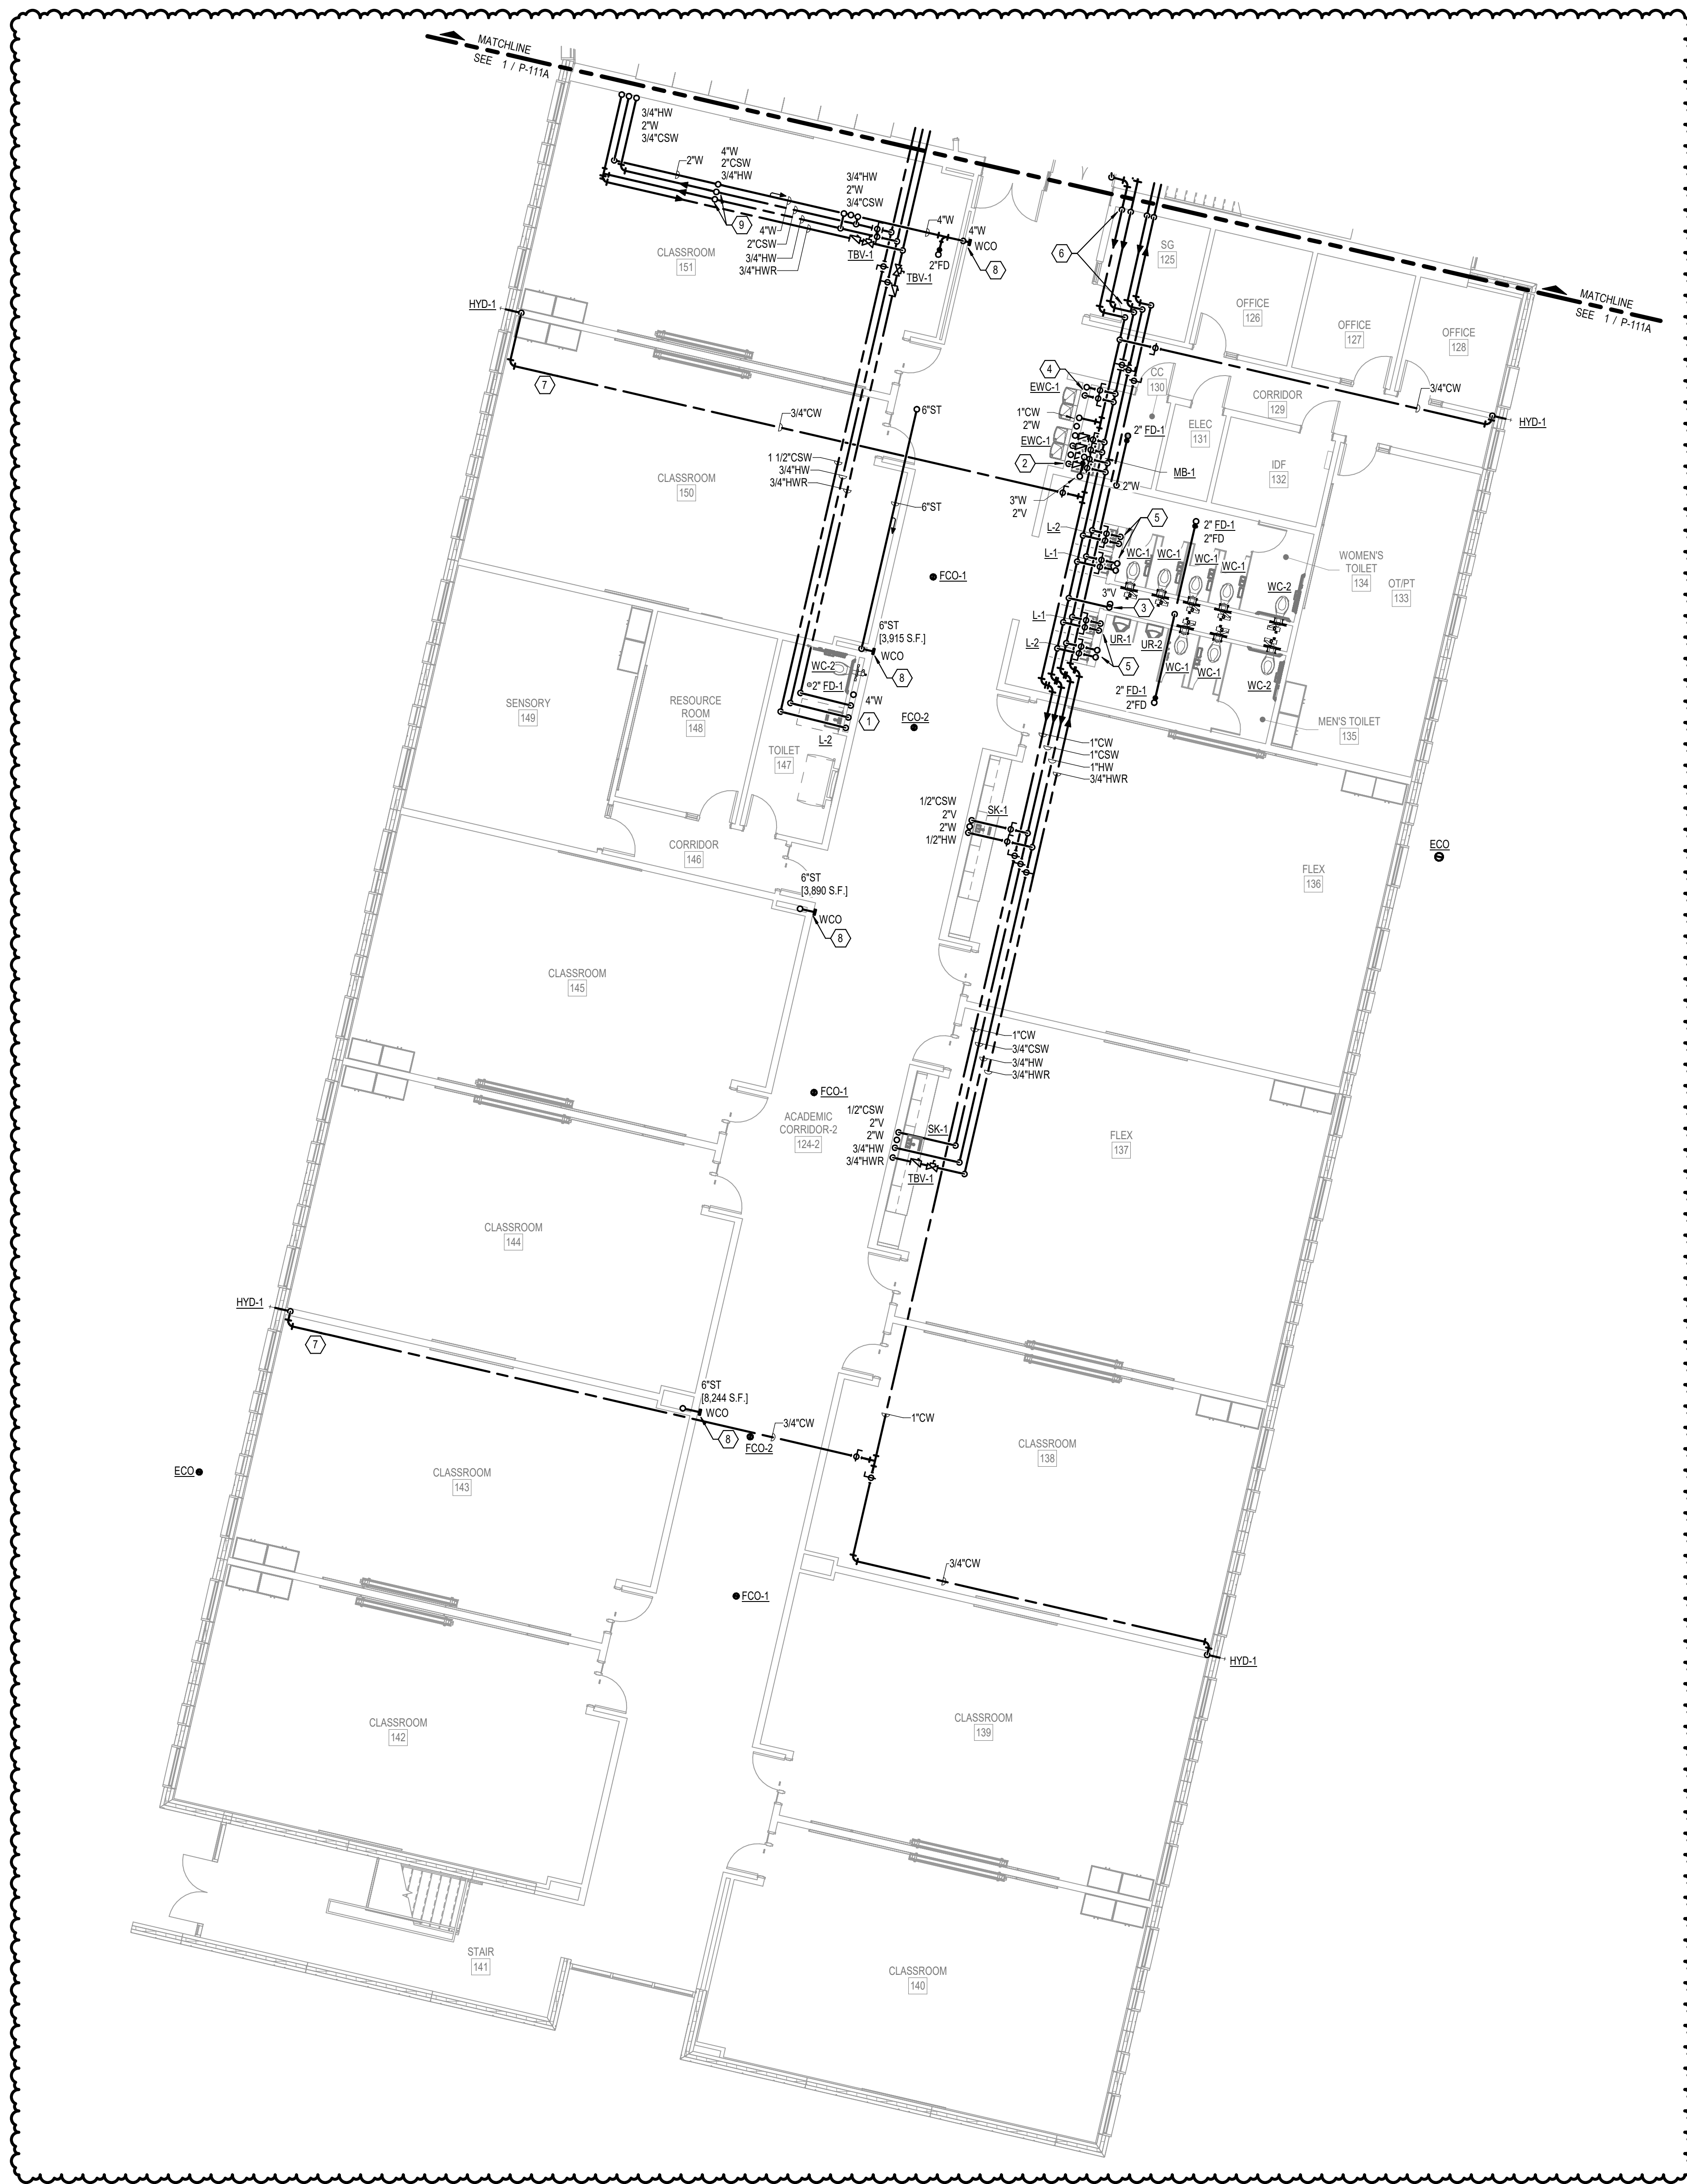 MATCHLINE
SEE 1 / P-111A
3/4"HW
2"W
3/4"CSW
2"W
4"W
2"CSW
3/4"HW
3/4"HW
2"W
3/4"CSW
4"W
4"W
WCO
8
2"FD
9
4"W
2"CSW
3/4"HW
3/4"HWR
TBV-1
TBV-1
CLASSROOM
151
6
SG
125
OFFICE
126
OFFICE
127
OFFICE
128
MATCHLINE
SEE 1 / P-111A
HYD-1
7
3/4"CW
4
EWC-1
CC
130
CORRIDOR
129
3/4"CW
HYD-1
6"ST
1"CW
2"W
EWC-1
2
2" FD-1
ELEC
131
MB-1
IDF
132
1 1/2"CSW
3/4"HW
3/4"HWR
CLASSROOM
150
6"ST
3"W
2"V
2"W
L-2
5
2" FD-1
2"FD
L-1
WC-1
WC-1
WC-1
WC-1
WC-2
WOMEN'S
TOILET
134
OT/PT
133
FCO-1
3"V
3
L-1
L-2
UR-1
UR-2
5
WC-1
WC-1
WC-2
2" FD-1
2"FD
MEN'S TOILET
135
6"ST
[3,915 S.F.]
WCO
8
WC-2
2" FD-1
4"W
1
L-2
FCO-2
SENSORY
149
RESOURCE
ROOM
148
TOILET
147
1"CW
1"CSW
1"HW
3/4"HWR
1/2"CSW
2"V
2"W
1/2"HW
SK-1
CORRIDOR
146
ECO
FLEX
136
6"ST
[3,890 S.F.]
WCO
8
CLASSROOM
145
1"CW
3/4"CSW
3/4"HW
3/4"HWR
FCO-1
ACADEMIC
CORRIDOR-2
124-2
1/2"CSW
2"V
2"W
3/4"HW
3/4"HWR
SK-1
TBV-1
FLEX
137
CLASSROOM
144
HYD-1
7
6"ST
[8,244 S.F.]
WCO
8
FCO-2
3/4"CW
1"CW
CLASSROOM
138
ECO
CLASSROOM
143
3/4"CW
FCO-1
HYD-1
CLASSROOM
142
CLASSROOM
139
STAIR
141
CLASSROOM
140